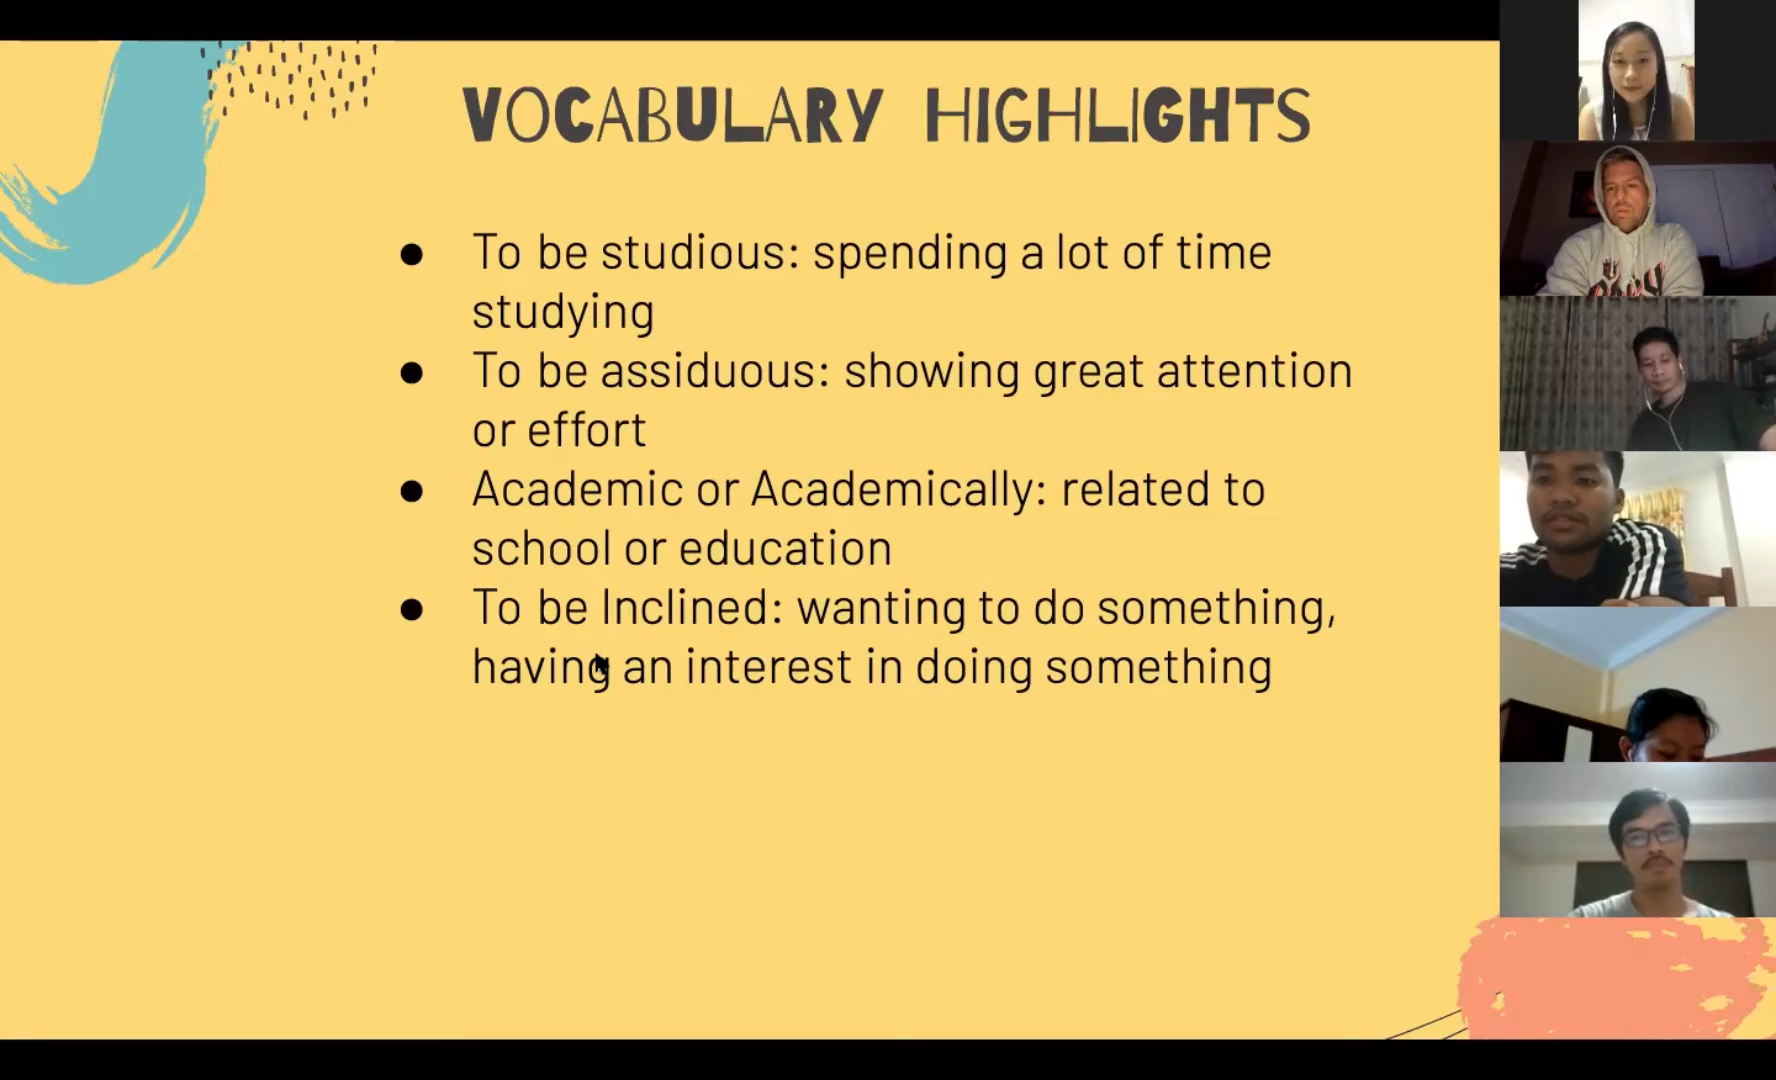 VOCABULARY HIGHLIGHTS
● To be studious: spending a lot of time
studying
● To be assiduous: showing great attention
or effort
● Academic or Academically: related to
school or education
● To be Inclined: wanting to do something,
having an interest in doing something